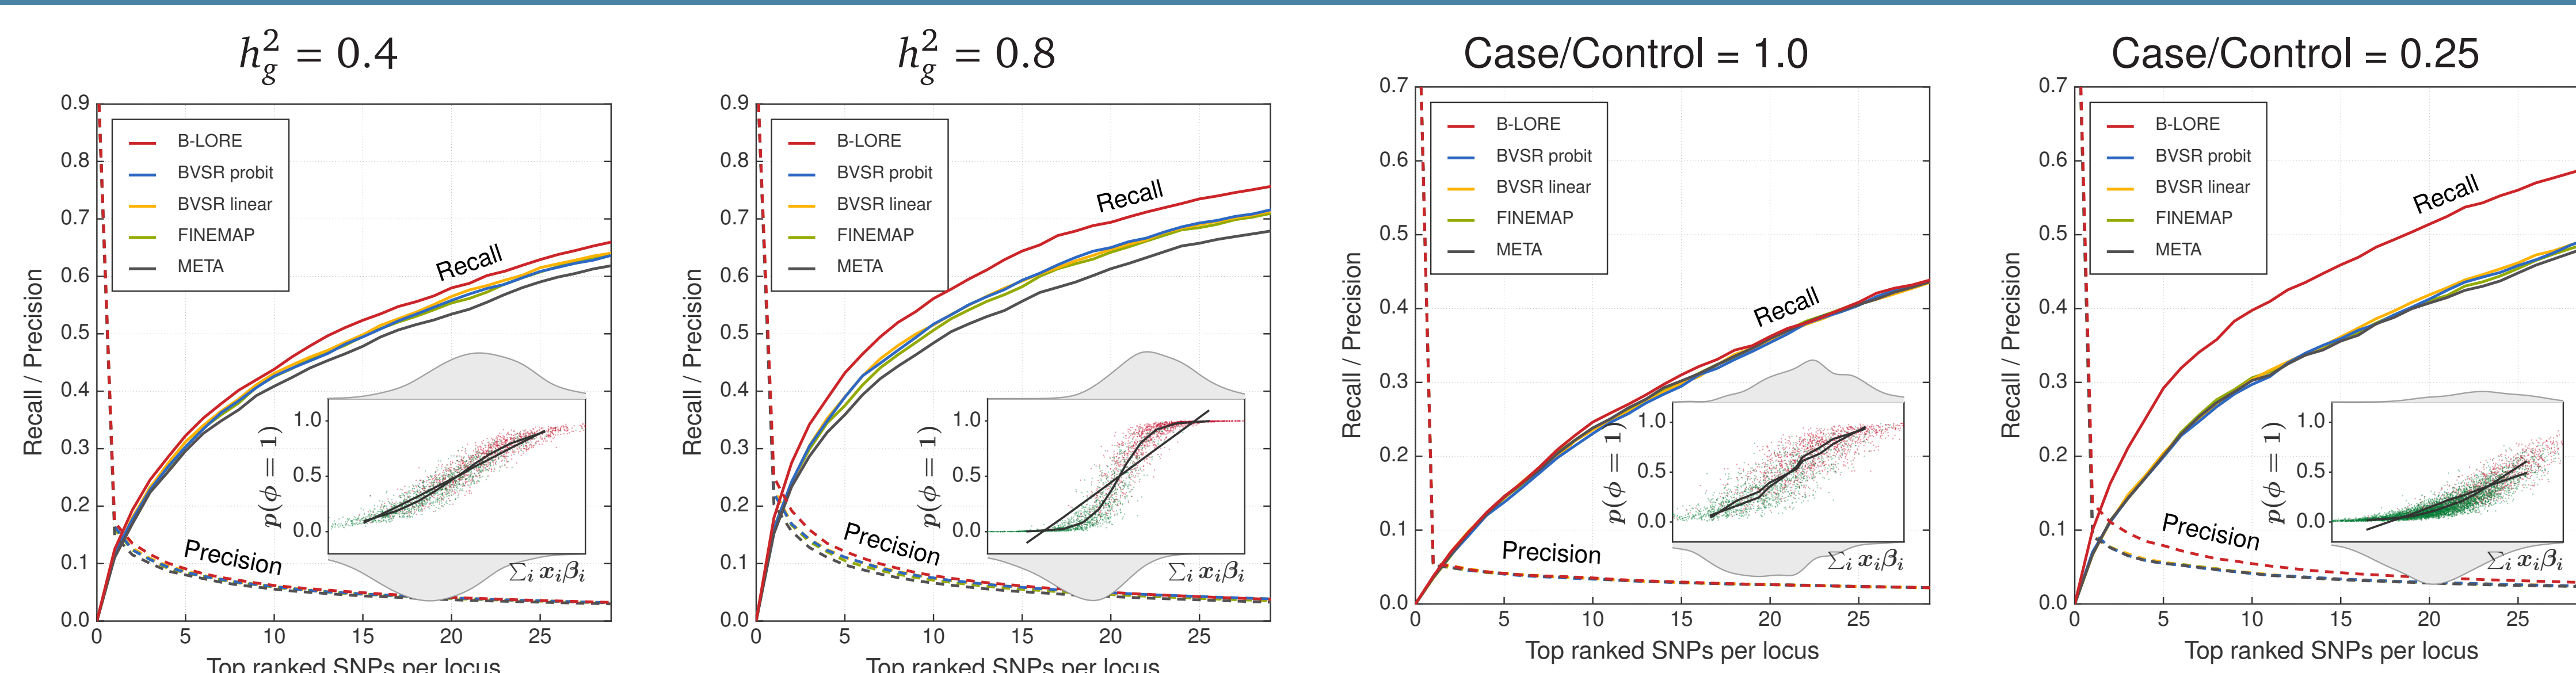 h²g = 0.4
0.9
0.8
0.7
0.6
0.5
0.4
0.3
0.2
0.1
0.0
Recall / Precision
B-LORE
BVSR probit
BVSR linear
FINEMAP
META
Recall
Precision
1.0
0.5
0.0
p(ϕ = 1)
∑i xiβi
0 5 10 15 20 25
Top ranked SNPs per locus
h²g = 0.8
0.9
0.8
0.7
0.6
0.5
0.4
0.3
0.2
0.1
0.0
Recall / Precision
B-LORE
BVSR probit
BVSR linear
FINEMAP
META
Recall
Precision
1.0
0.5
0.0
p(ϕ = 1)
∑i xiβi
0 5 10 15 20 25
Top ranked SNPs per locus
Case/Control = 1.0
0.7
0.6
0.5
0.4
0.3
0.2
0.1
0.0
Recall / Precision
B-LORE
BVSR probit
BVSR linear
FINEMAP
META
Recall
Precision
1.0
0.5
0.0
p(ϕ = 1)
∑i xiβi
0 5 10 15 20 25
Top ranked SNPs per locus
Case/Control = 0.25
0.7
0.6
0.5
0.4
0.3
0.2
0.1
0.0
Recall / Precision
B-LORE
BVSR probit
BVSR linear
FINEMAP
META
Recall
Precision
1.0
0.5
0.0
p(ϕ = 1)
∑i xiβi
0 5 10 15 20 25
Top ranked SNPs per locus